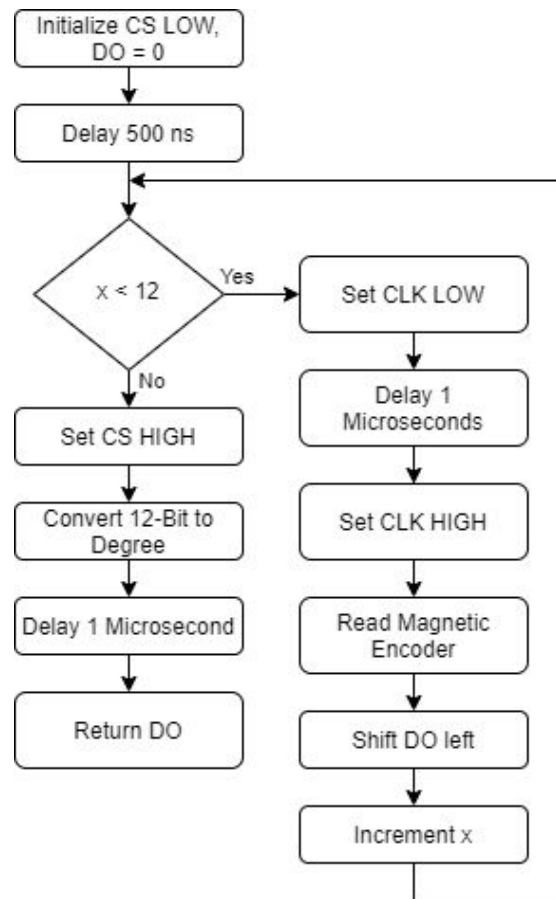 Initialize CS LOW,
DO = 0
Delay 500 ns
x < 12
Yes
No
Set CS HIGH
Convert 12-Bit to
Degree
Delay 1 Microsecond
Return DO
Set CLK LOW
Delay 1
Microseconds
Set CLK HIGH
Read Magnetic
Encoder
Shift DO left
Increment x